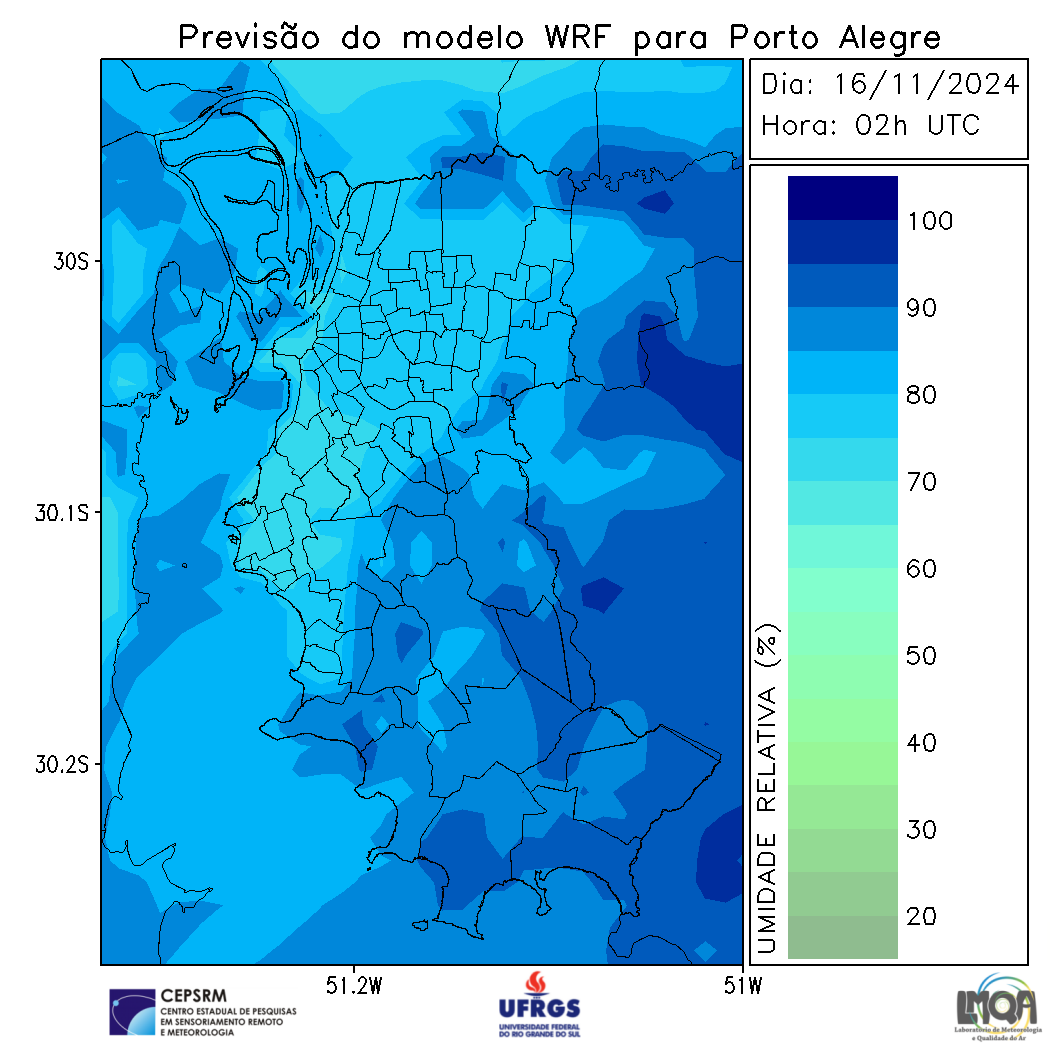 Previsão do modelo WRF para Porto Alegre
Dia: 16/11/2024
Hora: 02h UTC
30S
30.1S
30.2S
51.2W
51W
100
90
80
70
60
50
40
30
20
UMIDADE RELATIVA (%)
CEPSRM
CENTRO ESTADUAL DE PESQUISAS
EM SENSORIAMENTO REMOTO
E METEOROLOGIA
UFRGS
UNIVERSIDADE FEDERAL
DO RIO GRANDE DO SUL
LMQA
Laboratório de Meteorologia
e Qualidade do Ar